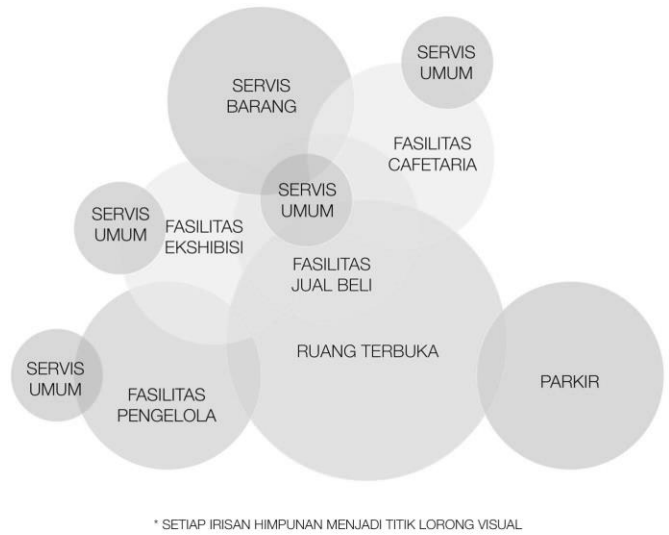 SERVIS
UMUM
SERVIS
BARANG
FASILITAS
CAFETARIA
SERVIS
UMUM
SERVIS
UMUM
FASILITAS
EKSHIBISI
FASILITAS
JUAL BELI
RUANG TERBUKA
SERVIS
UMUM
FASILITAS
PENGELOLA
PARKIR
* SETIAP IRISAN HIMPUNAN MENJADI TITIK LORONG VISUAL